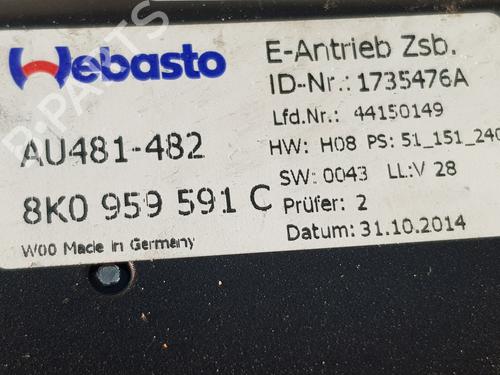 Webasto
E-Antrieb Zsb.
ID-Nr.: 1735476A
Lfd.Nr.: 44150149
AU481-482
HW: H08 PS: 51_151_240
SW: 0043 LL:V 28
8K0 959 591 C
Prüfer: 2
W00 Made in Germany
Datum: 31.10.2014